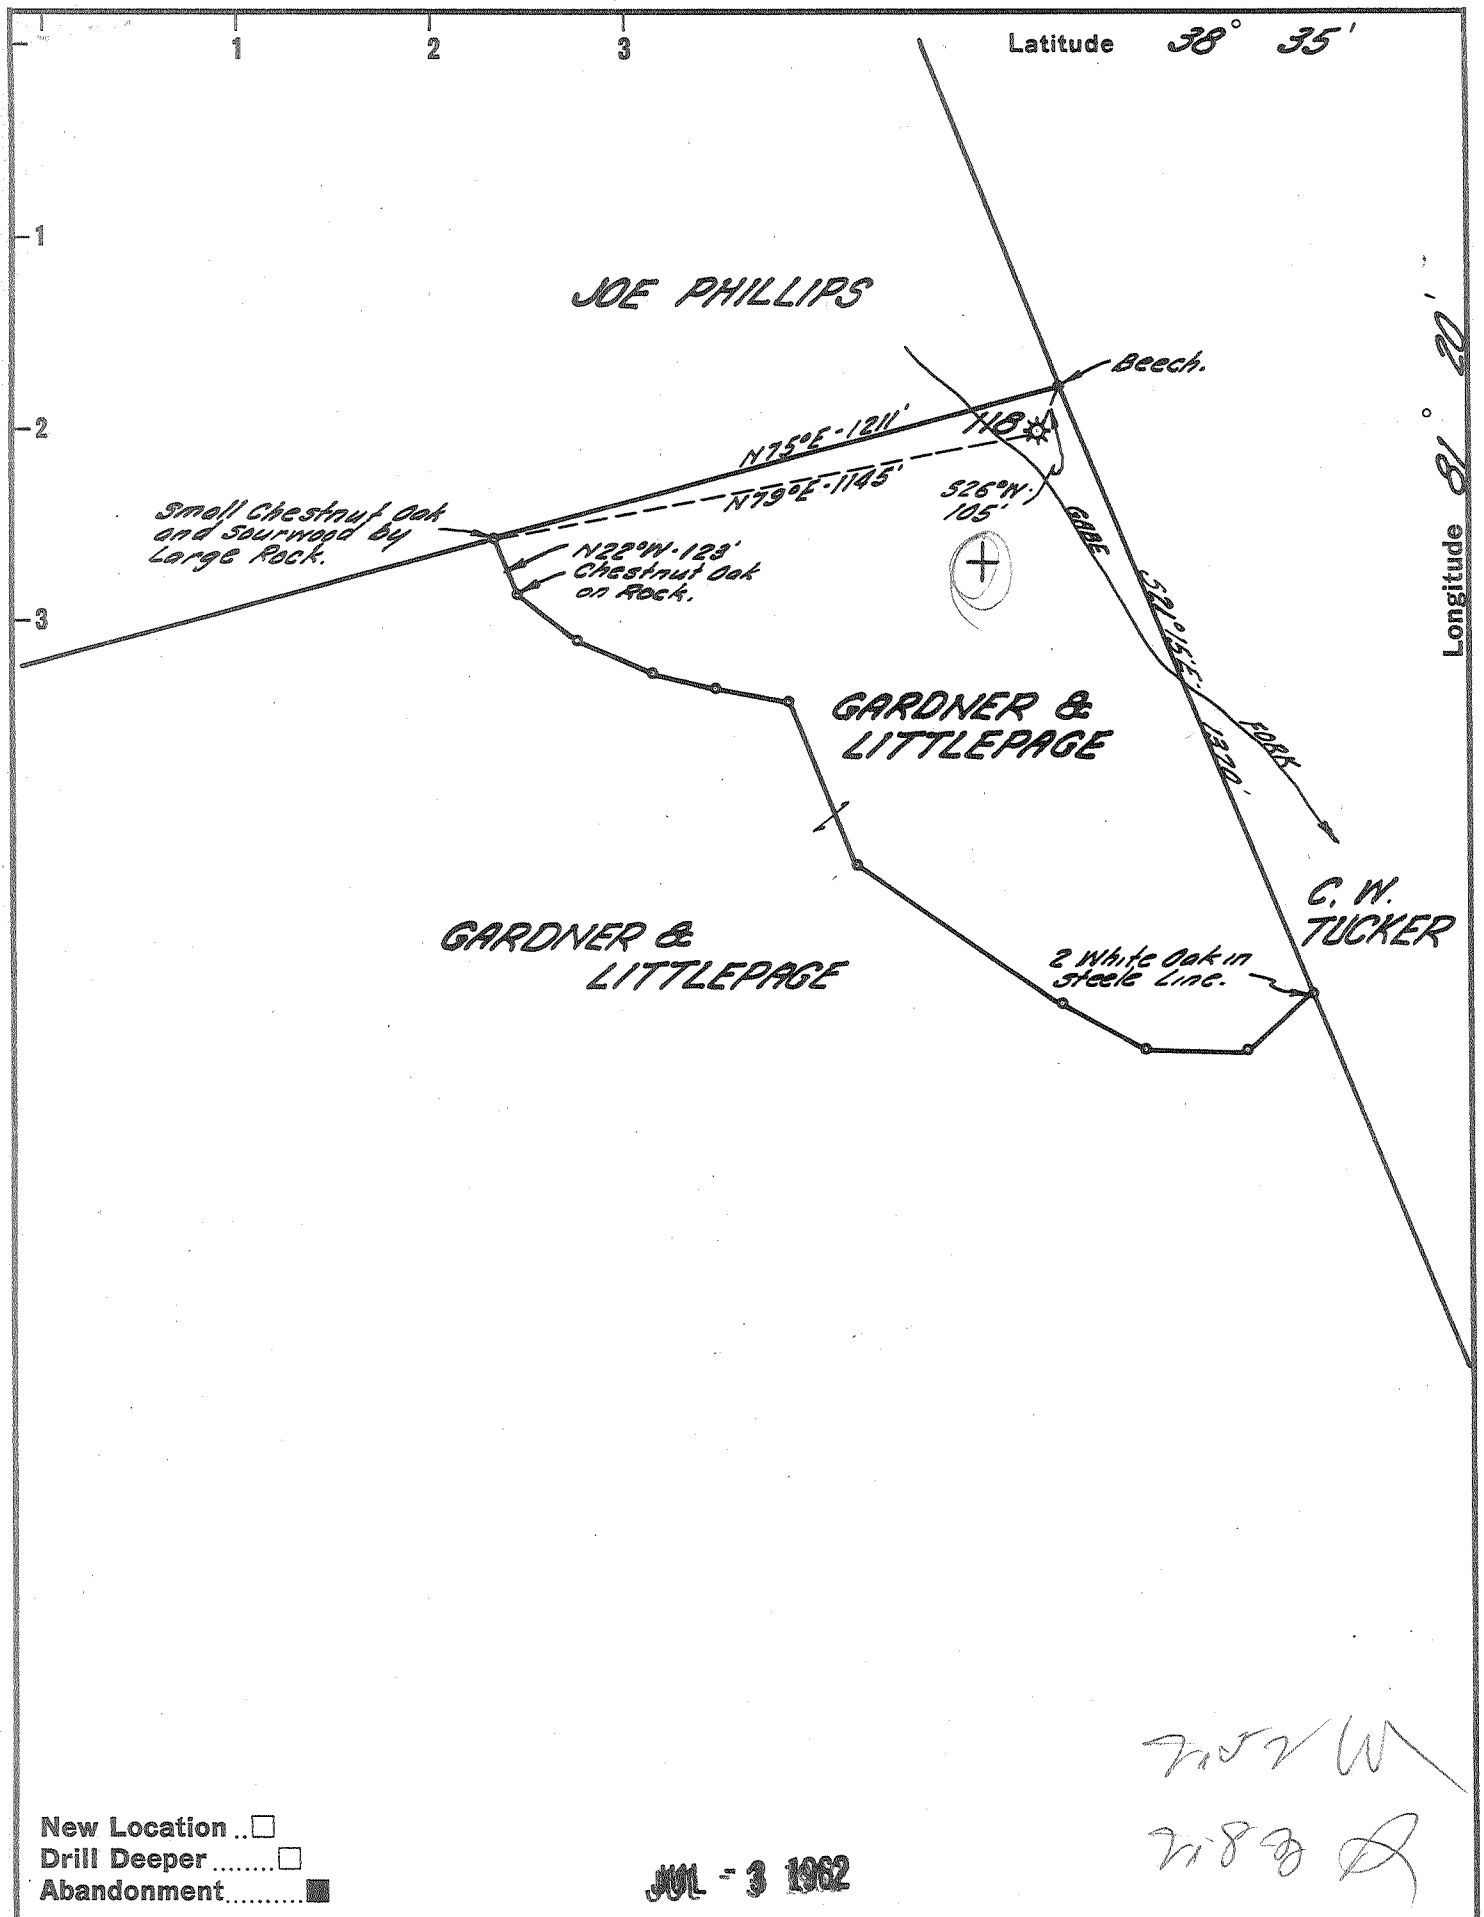 1 2 3
Latitude 38° 35'
1
JOE PHILLIPS
Longitude 81° 20'
Beech.
2
118
N75°E-1211'
N79°E-1145'
S26°W-
105'
Small Chestnut Oak
and Sourwood by
Large Rock.
N22°W-123'
Chestnut Oak
on Rock.
GABE
S21°15'E-
1370'
3
FORK
GARDNER &
LITTLEPAGE
C. W.
TUCKER
GARDNER &
LITTLEPAGE
2 White Oak in
Steele Line.
New Location ..
Drill Deeper ........
Abandonment..........
JUL - 3 1962